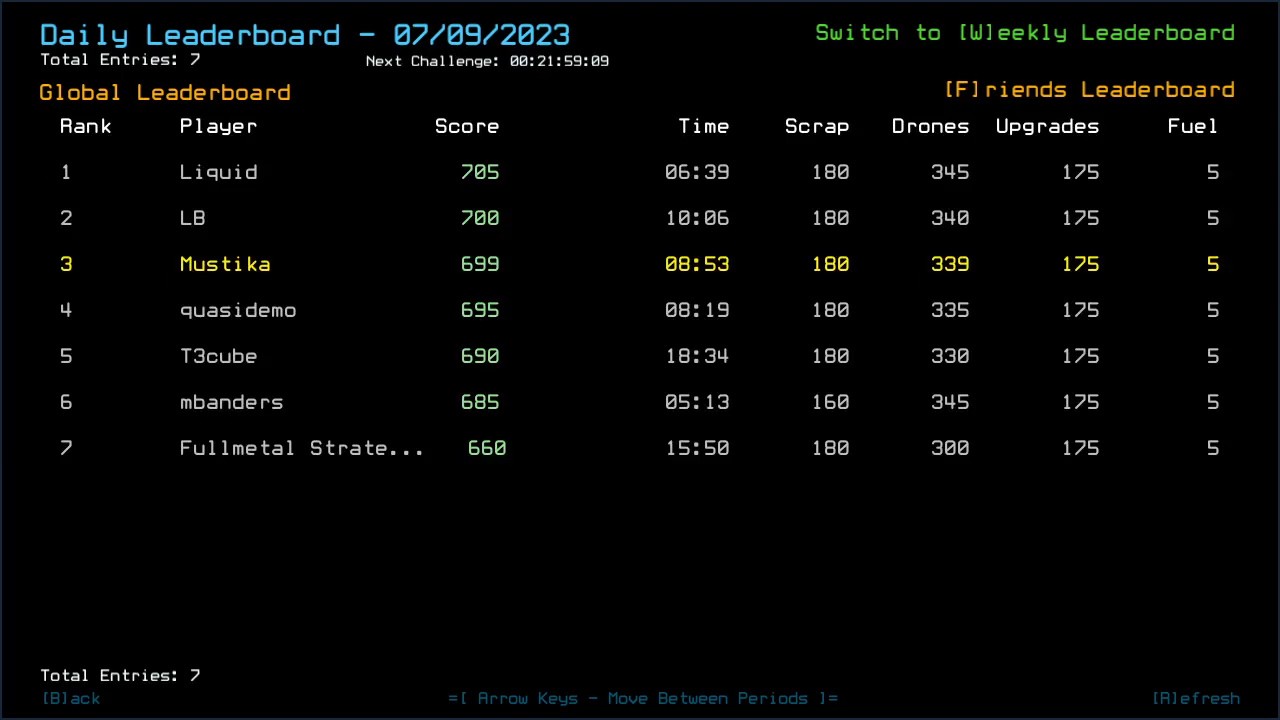 Daily Leaderboard - 07/09/2023 Switch to [W]eekly Leaderboard
Total Entries: 7 Next Challenge: 00:21:59:09
Global Leaderboard [F]riends Leaderboard
Rank Player Score Time Scrap Drones Upgrades Fuel
1 Liquid 705 06:39 180 345 175 5
2 LB 700 10:06 180 340 175 5
3 Mustika 699 08:53 180 339 175 5
4 quasidemo 695 08:19 180 335 175 5
5 T3cube 690 18:34 180 330 175 5
6 mbanders 685 05:13 160 345 175 5
7 Fullmetal Strate... 660 15:50 180 300 175 5
Total Entries: 7
[B]ack =[ Arrow Keys - Move Between Periods ]= [R]efresh